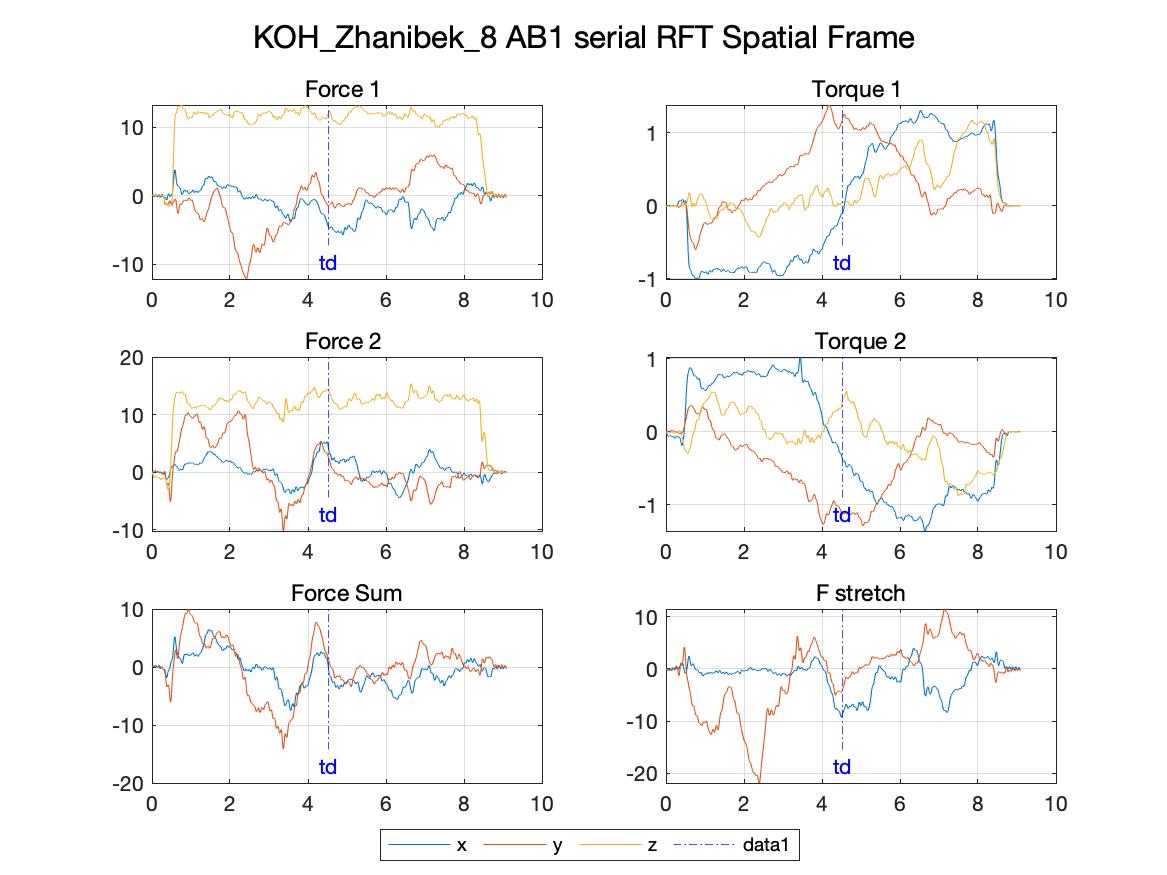 KOH_Zhanibek_8 AB1 serial RFT Spatial Frame
Force 1
10
0
-10
td
0 2 4 6 8 10
Torque 1
1
0
-1
td
0 2 4 6 8 10
Force 2
20
10
0
-10
td
0 2 4 6 8 10
Torque 2
1
0
-1
td
0 2 4 6 8 10
Force Sum
10
0
-10
-20
td
0 2 4 6 8 10
F stretch
10
0
-10
-20
td
0 2 4 6 8 10
x y z data1